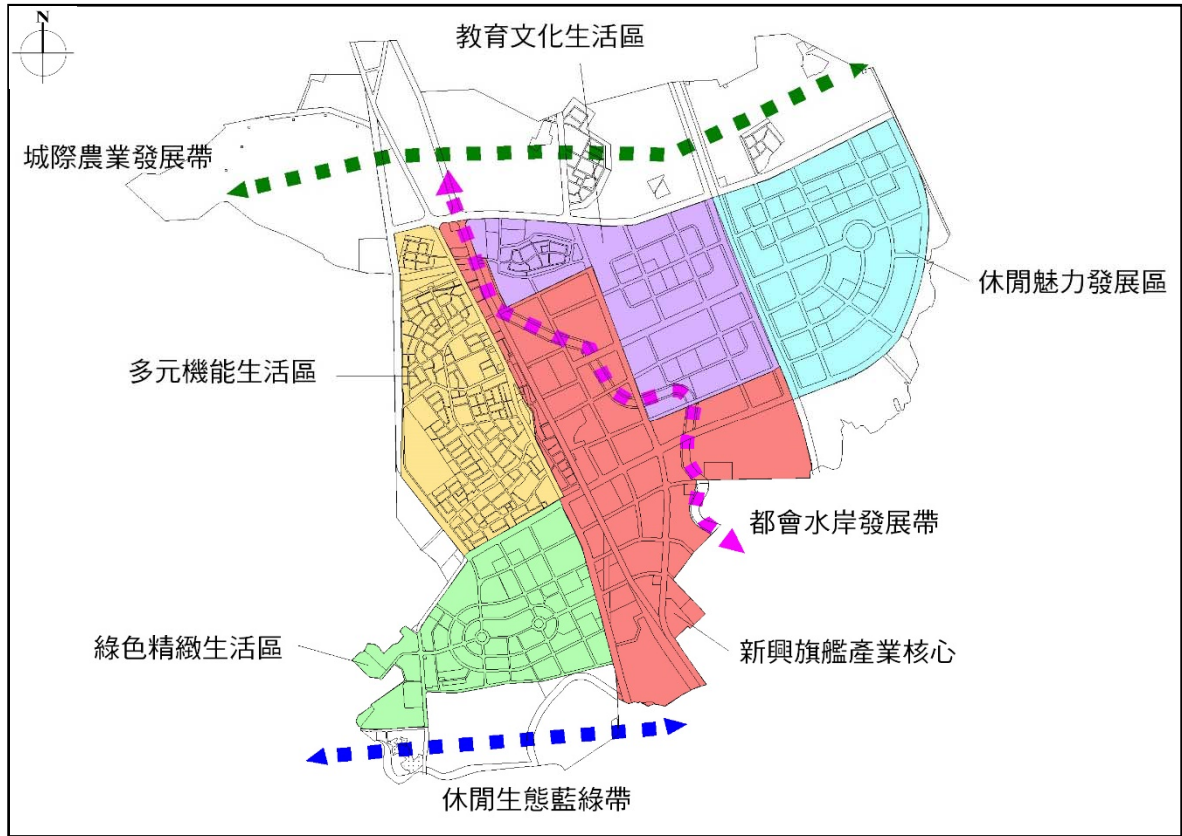 N
教育文化生活區
城際農業發展帶
休閒魅力發展區
多元機能生活區
都會水岸發展帶
綠色精緻生活區
新興旗艦產業核心
休閒生態藍綠帶